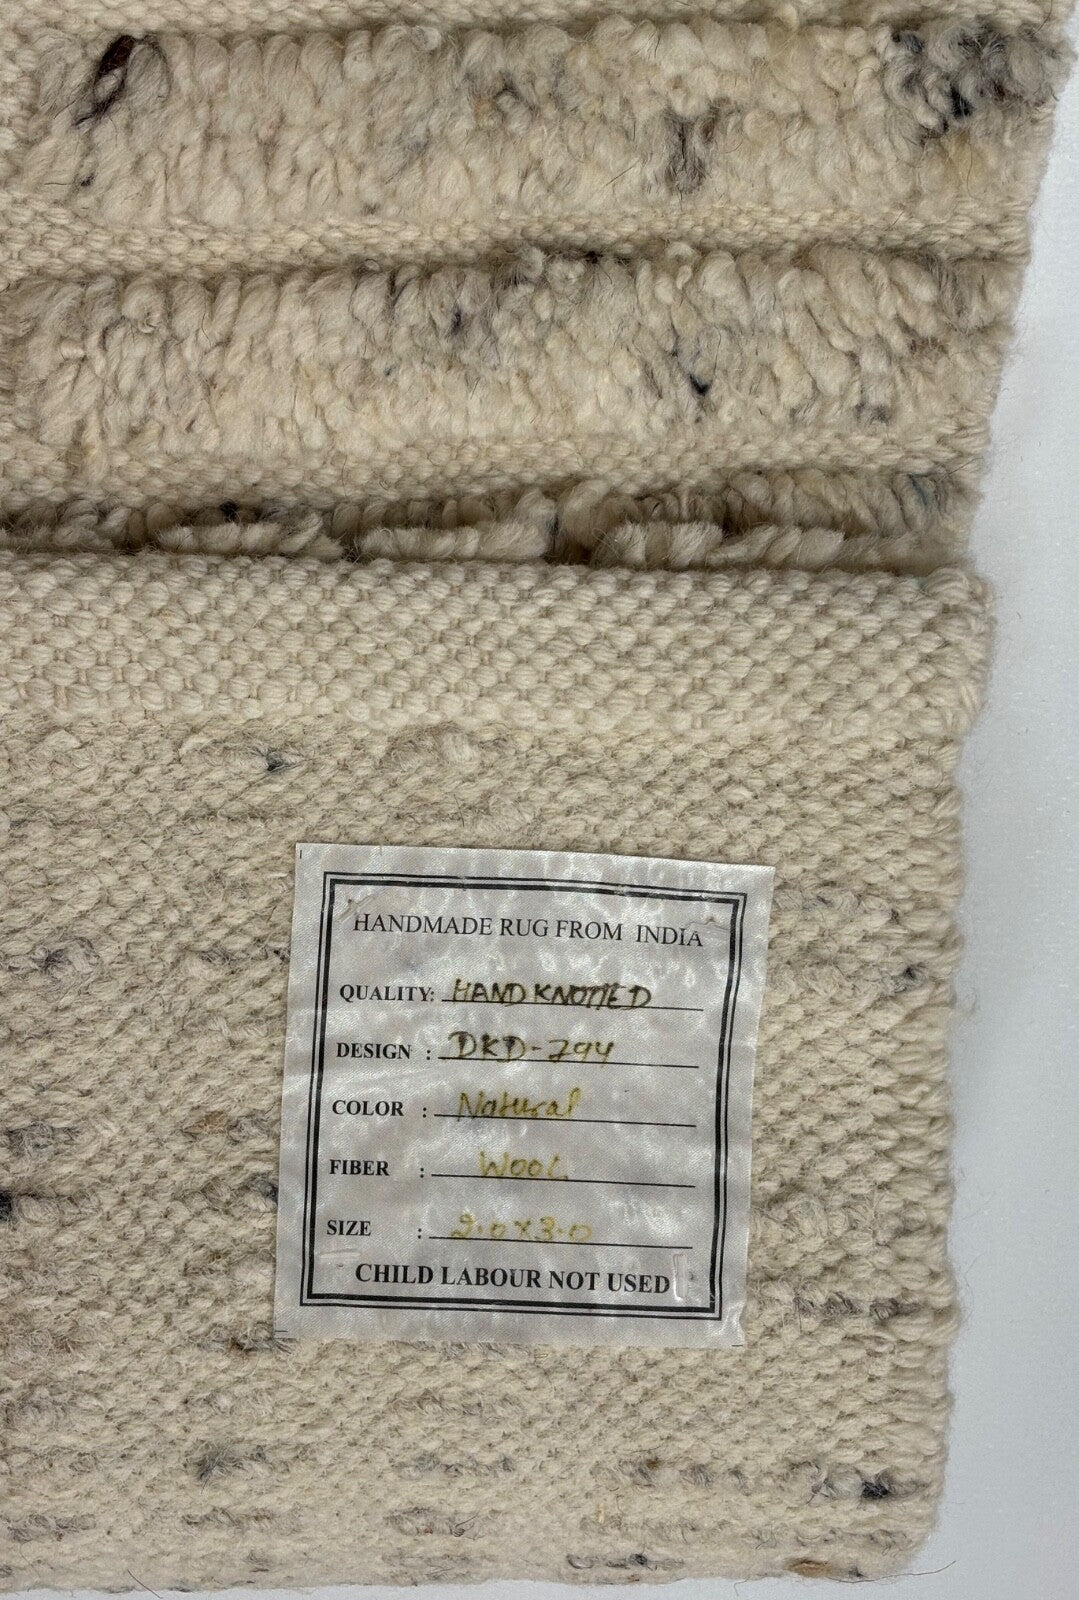 HANDMADE RUG FROM INDIA
QUALITY: HAND KNOTTED
DESIGN : DKD-794
COLOR : Natural
FIBER : WOOL
SIZE : 2.0x3.0
CHILD LABOUR NOT USED